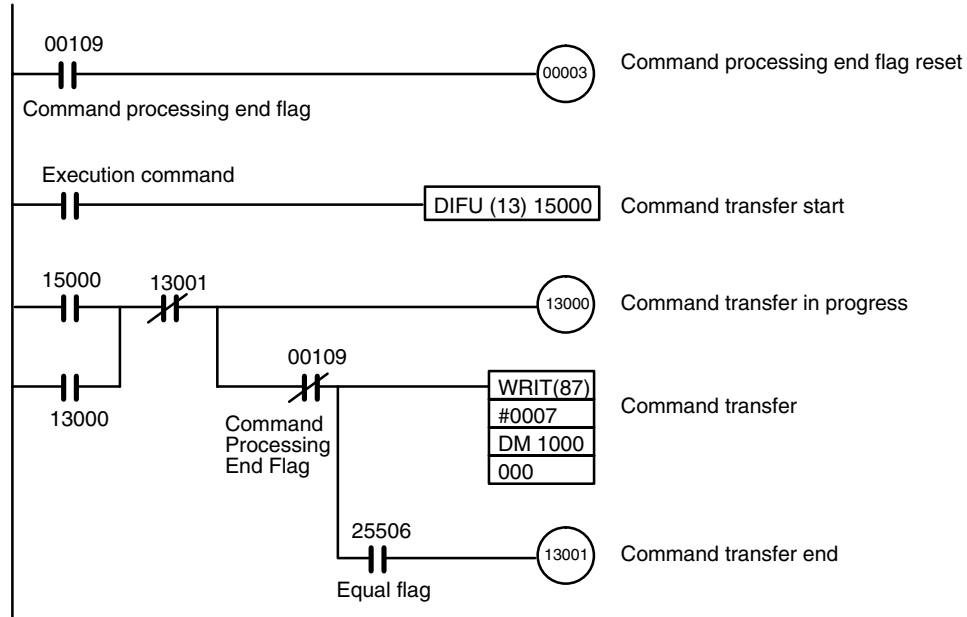 00109
00003
Command processing end flag reset
Command processing end flag
Execution command
DIFU (13) 15000
Command transfer start
15000
13001
13000
Command transfer in progress
13000
00109
Command
Processing
End Flag
WRIT(87)
#0007
DM 1000
000
Command transfer
25506
Equal flag
13001
Command transfer end